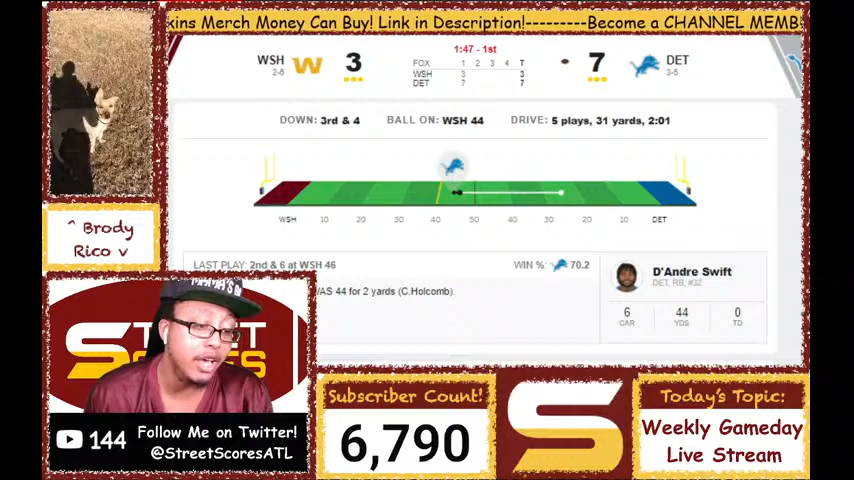 kins Merch Money Can Buy! Link in Description!---------Become a CHANNEL MEMB
1:47 - 1st
WSH
2-6
3
FOX 1 2 3 4 T
WSH 3 3
DET 7 7
7
DET
3-5
DOWN: 3rd & 4 BALL ON: WSH 44 DRIVE: 5 plays, 31 yards, 2:01
WSH 10 20 30 40 40 30 20 10 DET
^ Brody
Rico v
LAST PLAY: 2nd & 6 at WSH 46
WIN %: 70.2
AS 44 for 2 yards (C.Holcomb).
D'Andre Swift
DET, RB, #32
6 44 0
CAR YDS TD
STREET
SCORES
144
Follow Me on Twitter!
@StreetScoresATL
Subscriber Count!
6,790
Today's Topic:
Weekly Gameday
Live Stream